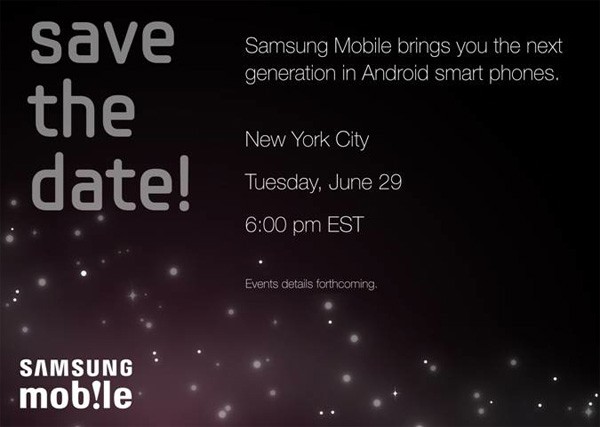 save
the
date!
Samsung Mobile brings you the next
generation in Android smart phones.
New York City
Tuesday, June 29
6:00 pm EST
Events details forthcoming.
SAMSUNG
mob!le